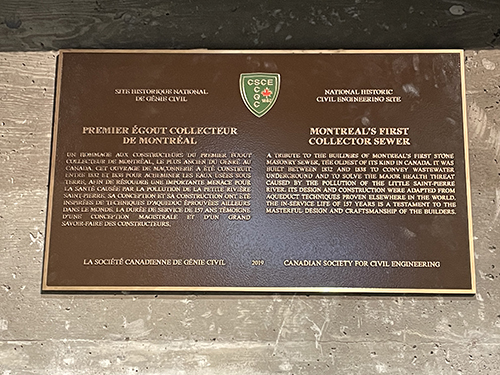 SITE HISTORIQUE NATIONAL
DE GÉNIE CIVIL
CSCE
CGC
NATIONAL HISTORIC
CIVIL ENGINEERING SITE
PREMIER ÉGOUT COLLECTEUR
DE MONTRÉAL
UN HOMMAGE AUX CONSTRUCTEURS DU PREMIER ÉGOUT
COLLECTEUR DE MONTRÉAL, LE PLUS ANCIEN DU GENRE AU
CANADA. CET OUVRAGE DE MAÇONNERIE A ÉTÉ CONSTRUIT
ENTRE 1832 ET 1838 POUR ACHEMINER LES EAUX USÉES SOUS
TERRE, AFIN DE RÉSOUDRE UNE IMPORTANTE MENACE POUR
LA SANTÉ CAUSÉE PAR LA POLLUTION DE LA PETITE RIVIÈRE
SAINT-PIERRE. SA CONCEPTION ET SA CONSTRUCTION ONT ÉTÉ
INSPIRÉES DE TECHNIQUES D'AQUEDUC ÉPROUVÉES AILLEURS
DANS LE MONDE. LA DURÉE DE SERVICE DE 157 ANS TÉMOIGNE
D'UNE CONCEPTION MAGISTRALE ET D'UN GRAND
SAVOIR-FAIRE DES CONSTRUCTEURS.
MONTREAL'S FIRST
COLLECTOR SEWER
A TRIBUTE TO THE BUILDERS OF MONTREAL'S FIRST STONE
MASONRY SEWER, THE OLDEST OF ITS KIND IN CANADA. IT WAS
BUILT BETWEEN 1832 AND 1838 TO CONVEY WASTEWATER
UNDERGROUND AND TO SOLVE THE MAJOR HEALTH THREAT
CAUSED BY THE POLLUTION OF THE LITTLE SAINT-PIERRE
RIVER. ITS DESIGN AND CONSTRUCTION WERE ADAPTED FROM
AQUEDUCT TECHNIQUES PROVEN ELSEWHERE IN THE WORLD.
THE IN-SERVICE LIFE OF 157 YEARS IS A TESTAMENT TO THE
MASTERFUL DESIGN AND CRAFTSMANSHIP OF THE BUILDERS.
LA SOCIÉTÉ CANADIENNE DE GÉNIE CIVIL
2019
CANADIAN SOCIETY FOR CIVIL ENGINEERING